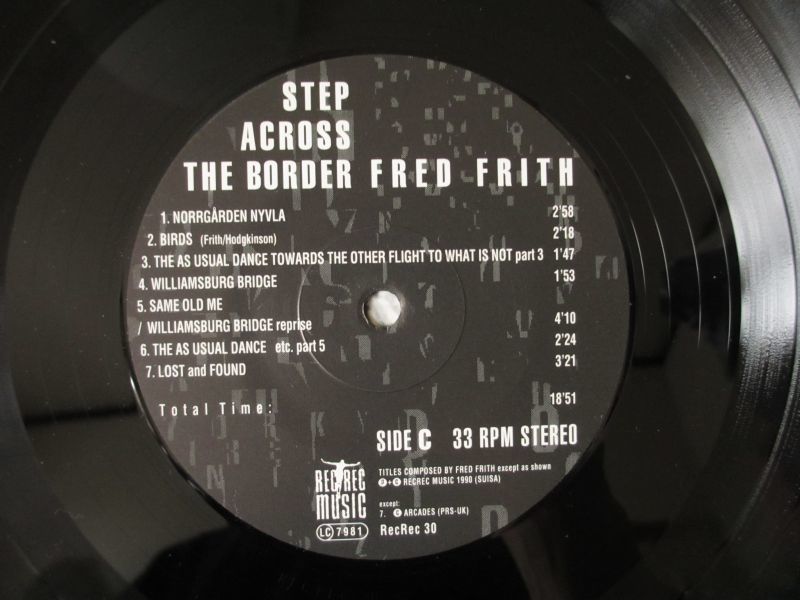 STEP
ACROSS
THE BORDER FRED FRITH
1. NORRGÅRDEN NYVLA 2'58
2. BIRDS (Frith/Hodgkinson) 2'18
3. THE AS USUAL DANCE TOWARDS THE OTHER FLIGHT TO WHAT IS NOT part 3 1'47
4. WILLIAMSBURG BRIDGE 1'53
5. SAME OLD ME
/ WILLIAMSBURG BRIDGE reprise 4'10
6. THE AS USUAL DANCE etc. part 5 2'24
7. LOST and FOUND 3'21
Total Time: 18'51
SIDE C 33 RPM STEREO
REC REC
MUSIC
LC 7981
TITLES COMPOSED BY FRED FRITH except as shown
Ⓟ+© RECREC MUSIC 1990 (SUISA)
except:
7. © ARCADES (PRS-UK)
RecRec 30